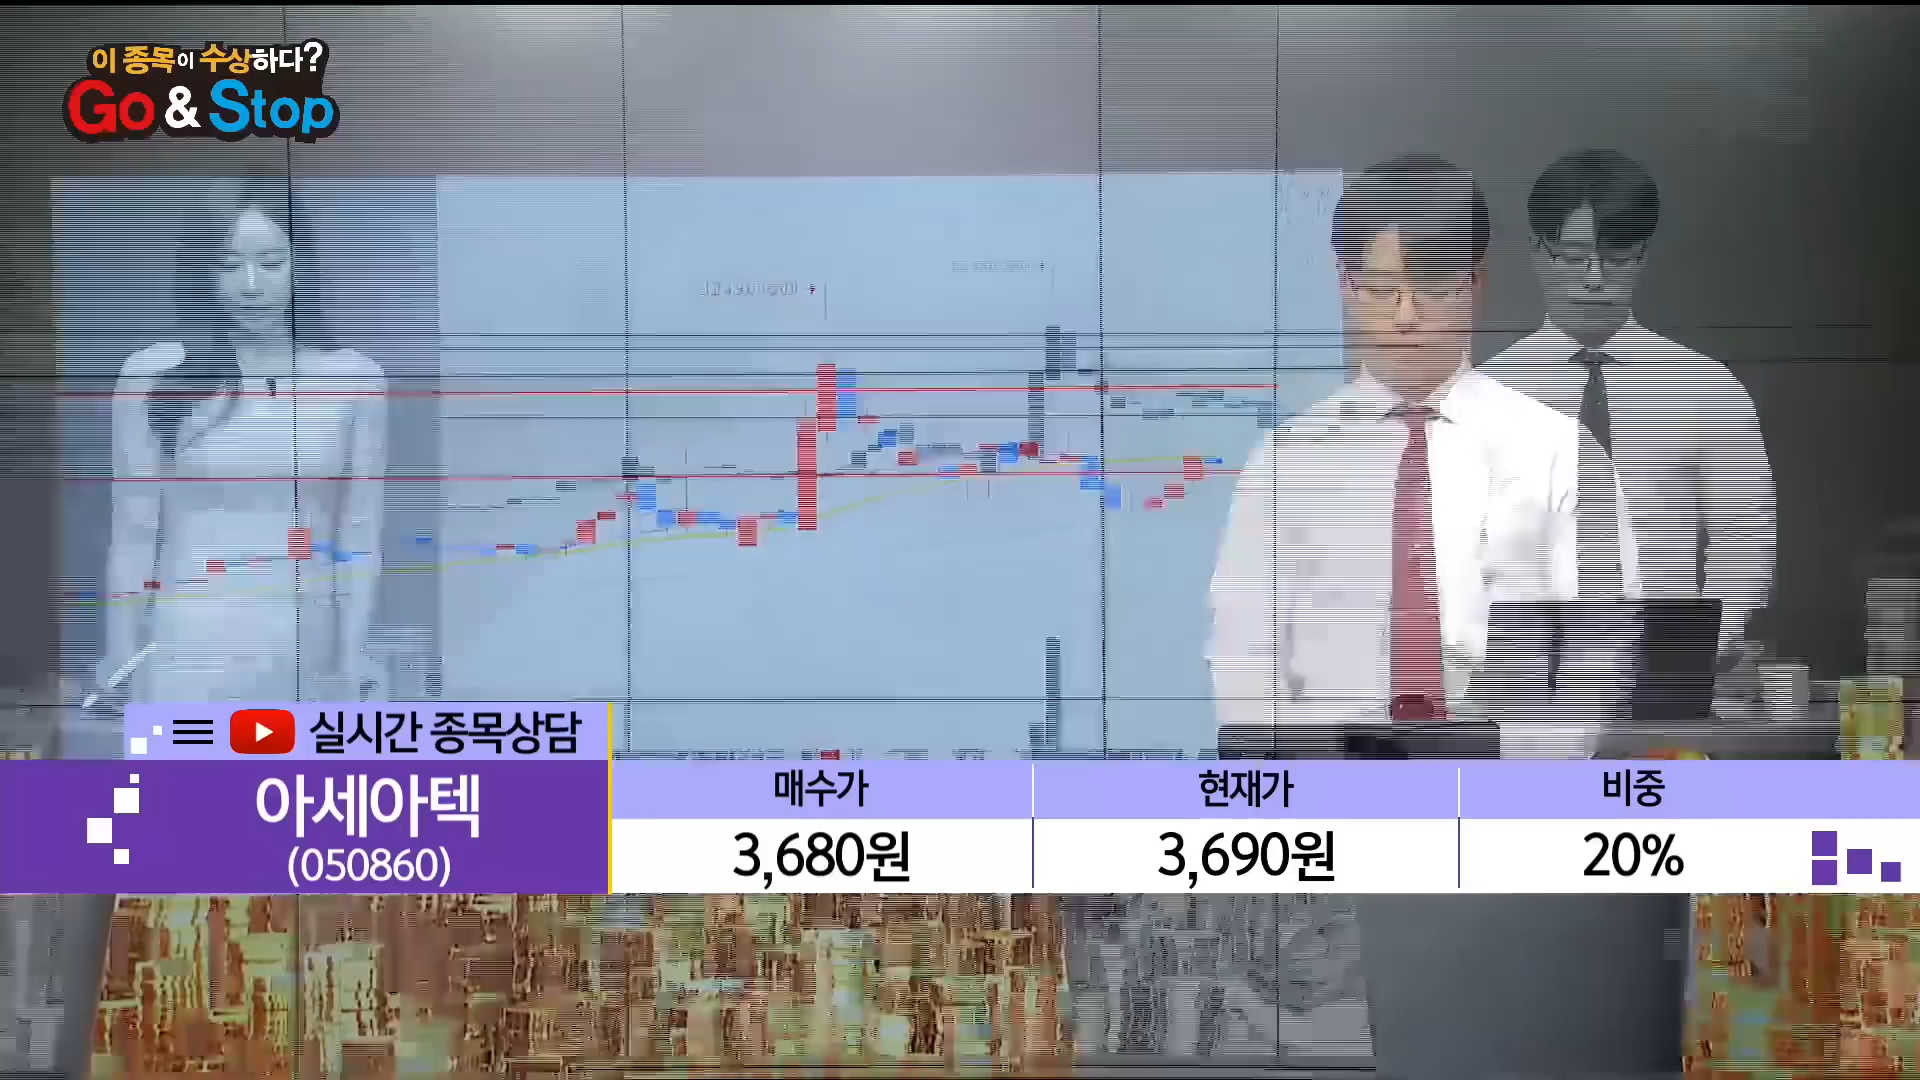 이 종목이 수상하다?
Go & Stop
실시간 종목상담
아세아텍
(050860)
매수가
현재가
비중
3,680원
3,690원
20%